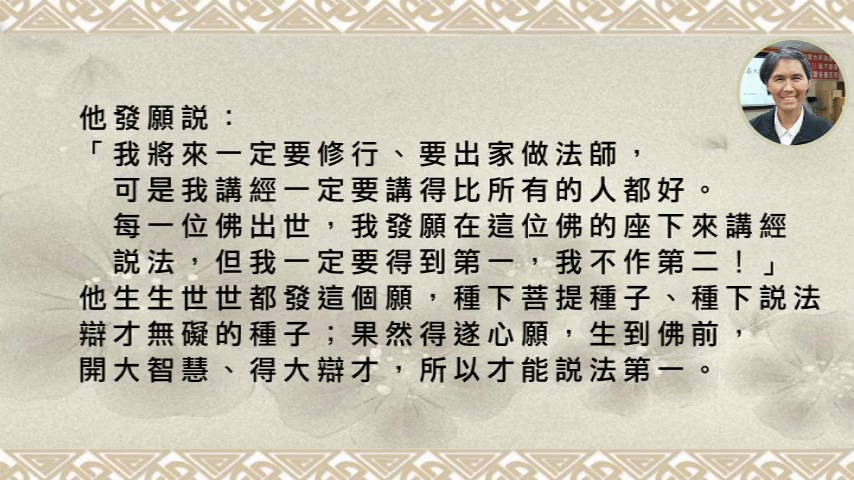 他發願說：
「我將來一定要修行、要出家做法師，
可是我講經一定要講得比所有的人都好。
每一位佛出世，我發願在這位佛的座下來講經
說法，但我一定要得到第一，我不作第二！」
他生生世世都發這個願，種下菩提種子、種下說法
辯才無礙的種子；果然得遂心願，生到佛前，
開大智慧、得大辯才，所以才能說法第一。